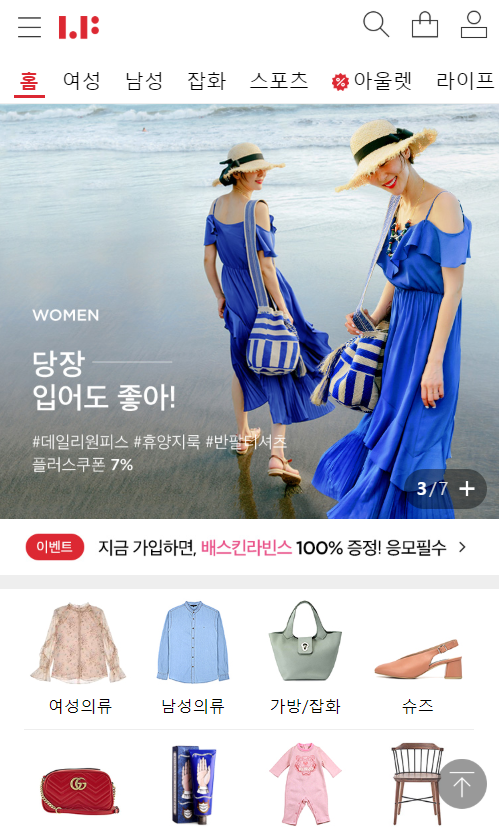 LF
홈 여성 남성 잡화 스포츠 % 아울렛 라이프
WOMEN
당장
입어도 좋아!
#데일리원피스 #휴양지룩 #반팔티셔츠
플러스쿠폰 7%
3/7 +
이벤트 지금 가입하면, 배스킨라빈스 100% 증정! 응모필수 >
여성의류 남성의류 가방/잡화 슈즈